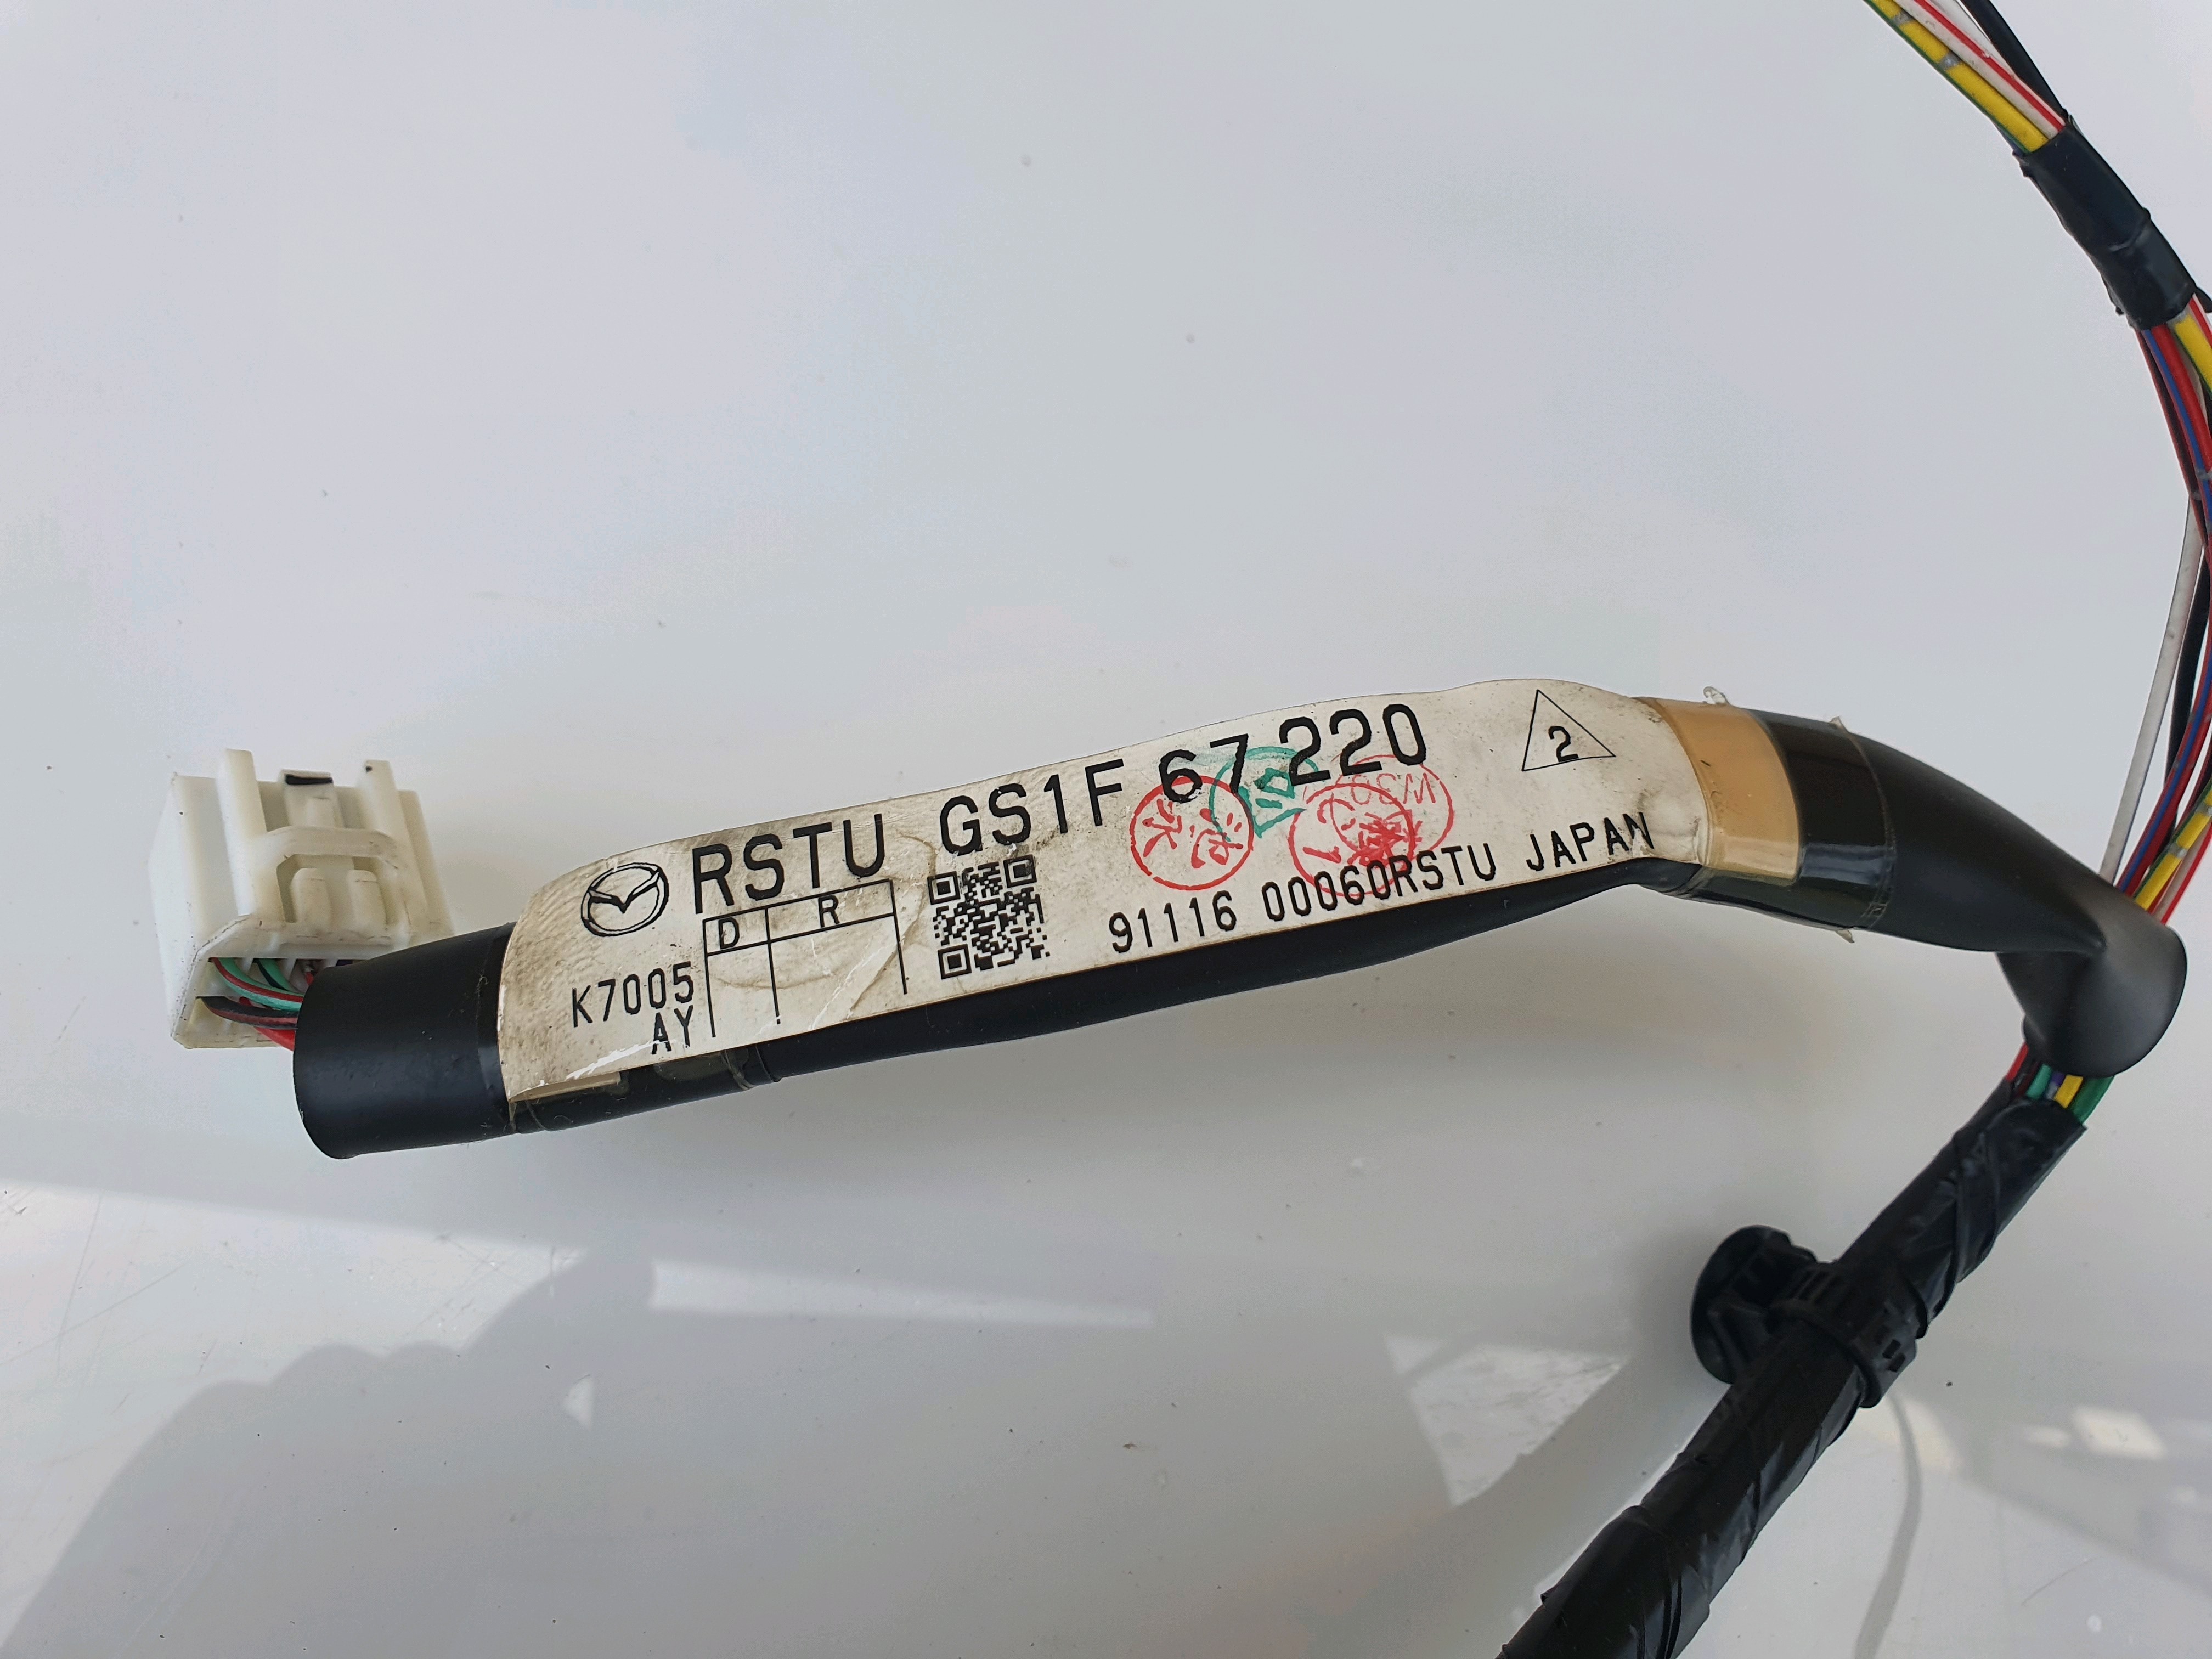 RSTU GS1F 67 220
2
D R
K7005
AY
91116 00060RSTU JAPAN